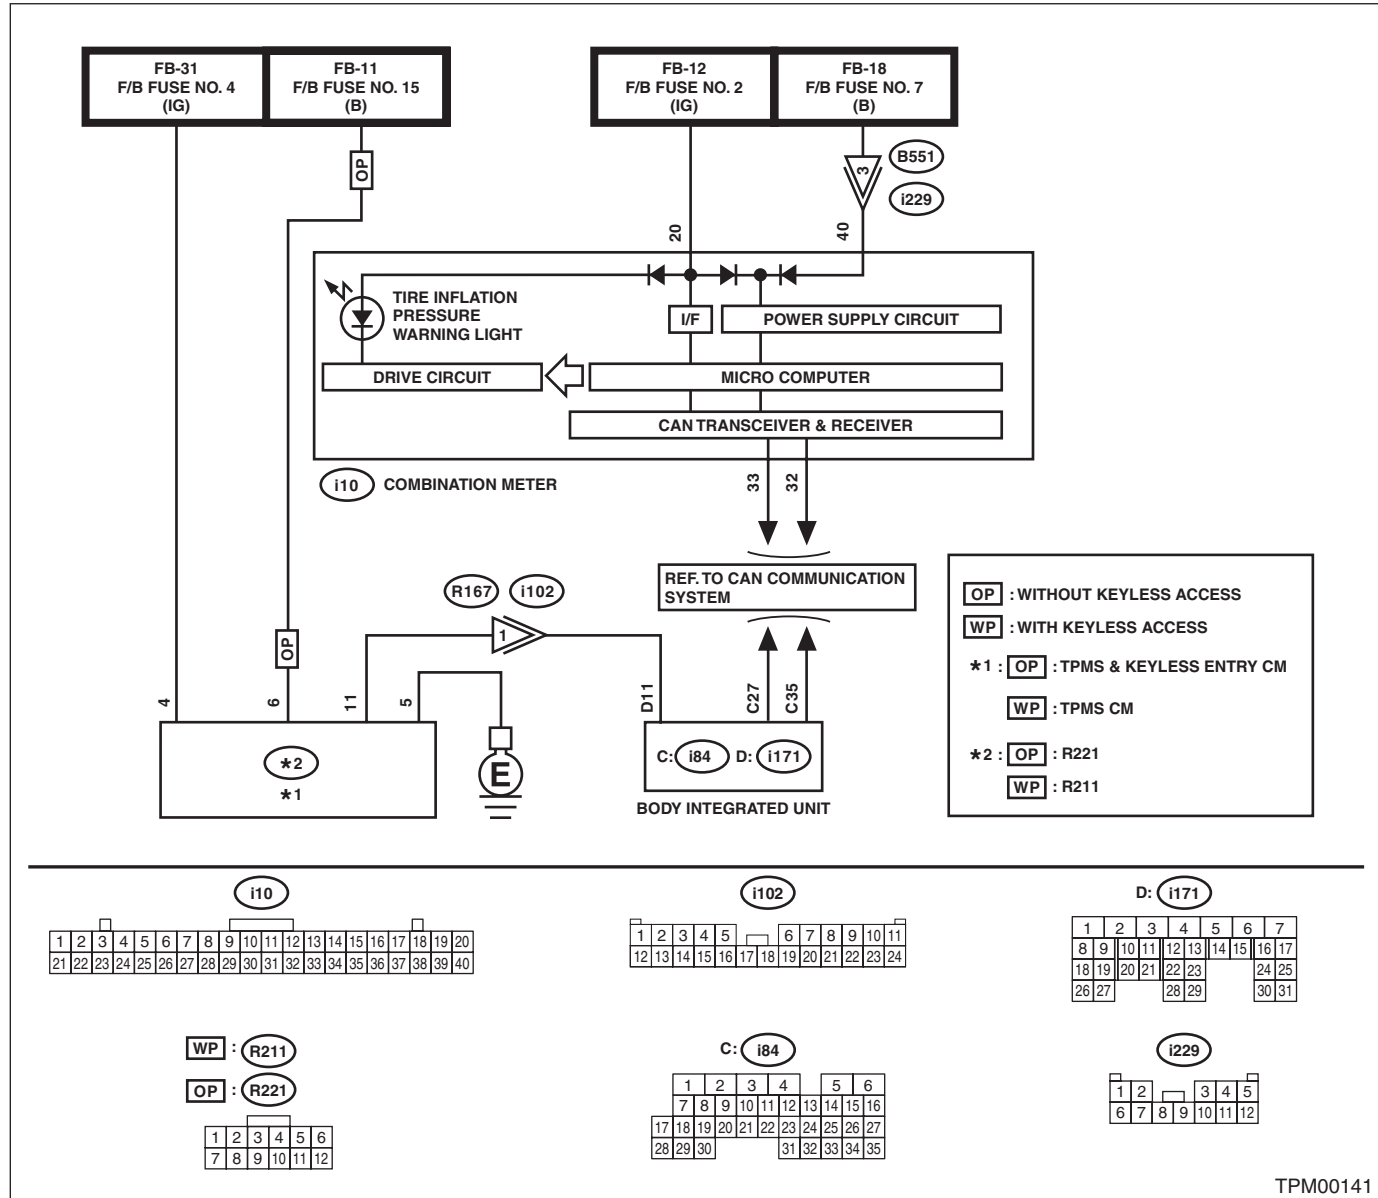 FB-31
F/B FUSE NO. 4
(IG)
FB-11
F/B FUSE NO. 15
(B)
FB-12
F/B FUSE NO. 2
(IG)
FB-18
F/B FUSE NO. 7
(B)
OP
3
B551
i229
20
40
TIRE INFLATION
PRESSURE
WARNING LIGHT
I/F
POWER SUPPLY CIRCUIT
DRIVE CIRCUIT
MICRO COMPUTER
CAN TRANSCEIVER & RECEIVER
i10 COMBINATION METER
33
32
REF. TO CAN COMMUNICATION
SYSTEM
R167
i102
1
OP
4
6
11
5
D11
C27
C35
*2
*1
E
C: i84 D: i171
BODY INTEGRATED UNIT
OP : WITHOUT KEYLESS ACCESS
WP : WITH KEYLESS ACCESS
*1 : OP : TPMS & KEYLESS ENTRY CM
WP : TPMS CM
*2 : OP : R221
WP : R211
i10
1 2 3 4 5 6 7 8 9 10 11 12 13 14 15 16 17 18 19 20
21 22 23 24 25 26 27 28 29 30 31 32 33 34 35 36 37 38 39 40
i102
1 2 3 4 5 6 7 8 9 10 11
12 13 14 15 16 17 18 19 20 21 22 23 24
D: i171
1 2 3 4 5 6 7
8 9 10 11 12 13 14 15 16 17
18 19 20 21 22 23 24 25
26 27 28 29 30 31
WP : R211
OP : R221
1 2 3 4 5 6
7 8 9 10 11 12
C: i84
1 2 3 4 5 6
7 8 9 10 11 12 13 14 15 16
17 18 19 20 21 22 23 24 25 26 27
28 29 30 31 32 33 34 35
i229
1 2 3 4 5
6 7 8 9 10 11 12
TPM00141